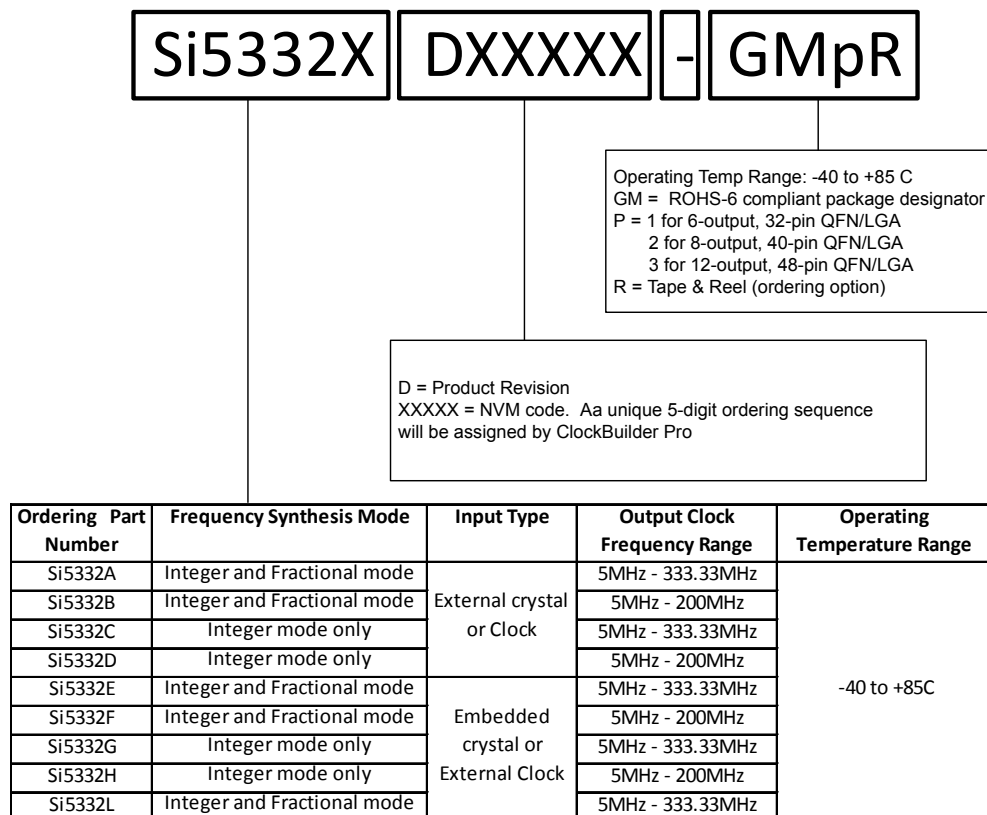 Si5332X DXXXXX - GMpR
Operating Temp Range: -40 to +85 C
GM = ROHS-6 compliant package designator
P = 1 for 6-output, 32-pin QFN/LGA
2 for 8-output, 40-pin QFN/LGA
3 for 12-output, 48-pin QFN/LGA
R = Tape & Reel (ordering option)
D = Product Revision
XXXXX = NVM code. Aa unique 5-digit ordering sequence
will be assigned by ClockBuilder Pro
Ordering Part Number Frequency Synthesis Mode Input Type Output Clock Frequency Range Operating Temperature Range
Si5332A Integer and Fractional mode External crystal or Clock 5MHz - 333.33MHz -40 to +85C
Si5332B Integer and Fractional mode 5MHz - 200MHz
Si5332C Integer mode only 5MHz - 333.33MHz
Si5332D Integer mode only 5MHz - 200MHz
Si5332E Integer and Fractional mode Embedded crystal or External Clock 5MHz - 333.33MHz
Si5332F Integer and Fractional mode 5MHz - 200MHz
Si5332G Integer mode only 5MHz - 333.33MHz
Si5332H Integer mode only 5MHz - 200MHz
Si5332L Integer and Fractional mode 5MHz - 333.33MHz